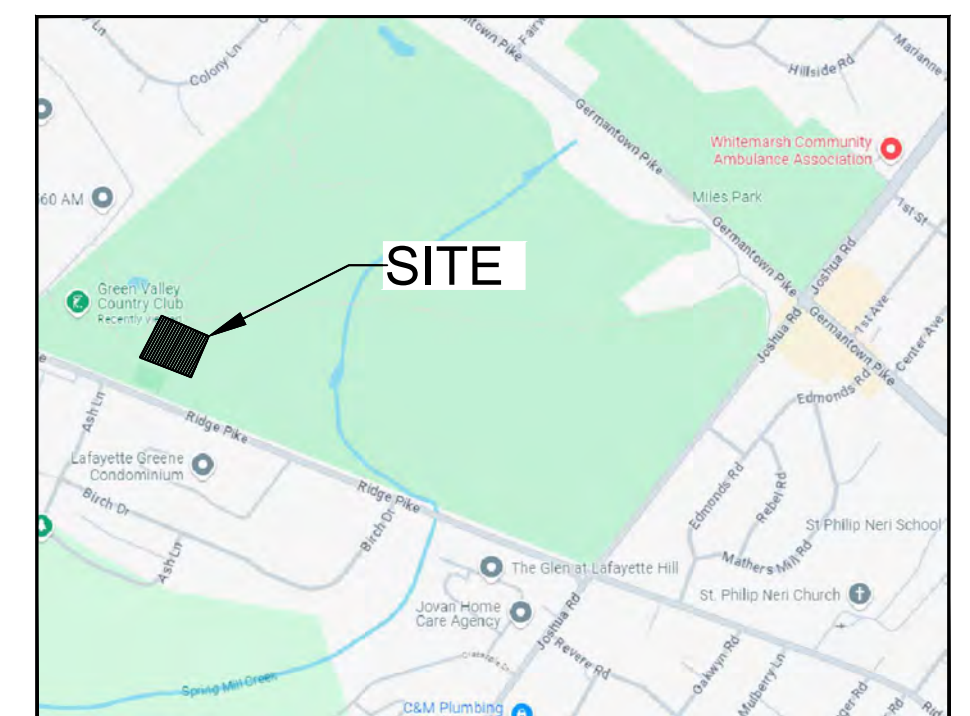 Colony Ln
Germantown Pike
Hillside Rd
Marianne
Whitemarsh Community
Ambulance Association
60 AM
Miles Park
1st St
Germantown Pike
Joshua Rd
SITE
Green Valley
Country Club
Recently viewed
Joshua Rd
Germantown Pike
1st Ave
Center Ave
Edmonds Rd
Ash Ln
Ridge Pike
Lafayette Greene
Condominium
Birch Dr
Ridge Pike
Birch Dr
Edmonds Rd
Rebel Rd
St Philip Neri School
Ash Ln
Mathers Mill Rd
The Glen at Lafayette Hill
St. Philip Neri Church
Jovan Home
Care Agency
Joshua Rd
Revere Rd
Oakwyn Rd
Mulberry Ln
Spring Mill Creek
C&M Plumbing